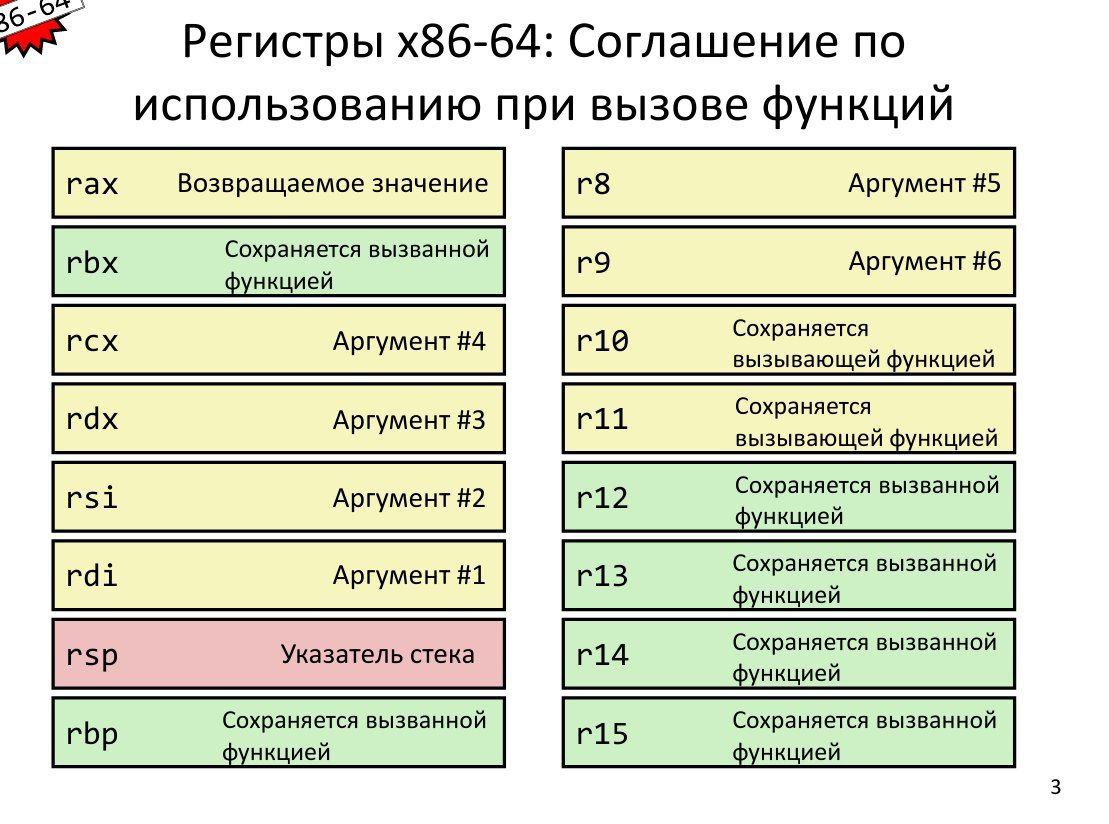 86-64
Регистры x86-64: Соглашение по
использованию при вызове функций
rax Возвращаемое значение
rbx Сохраняется вызванной
функцией
rcx Аргумент #4
rdx Аргумент #3
rsi Аргумент #2
rdi Аргумент #1
rsp Указатель стека
rbp Сохраняется вызванной
функцией
r8 Аргумент #5
r9 Аргумент #6
r10 Сохраняется
вызывающей функцией
r11 Сохраняется
вызывающей функцией
r12 Сохраняется вызванной
функцией
r13 Сохраняется вызванной
функцией
r14 Сохраняется вызванной
функцией
r15 Сохраняется вызванной
функцией
3